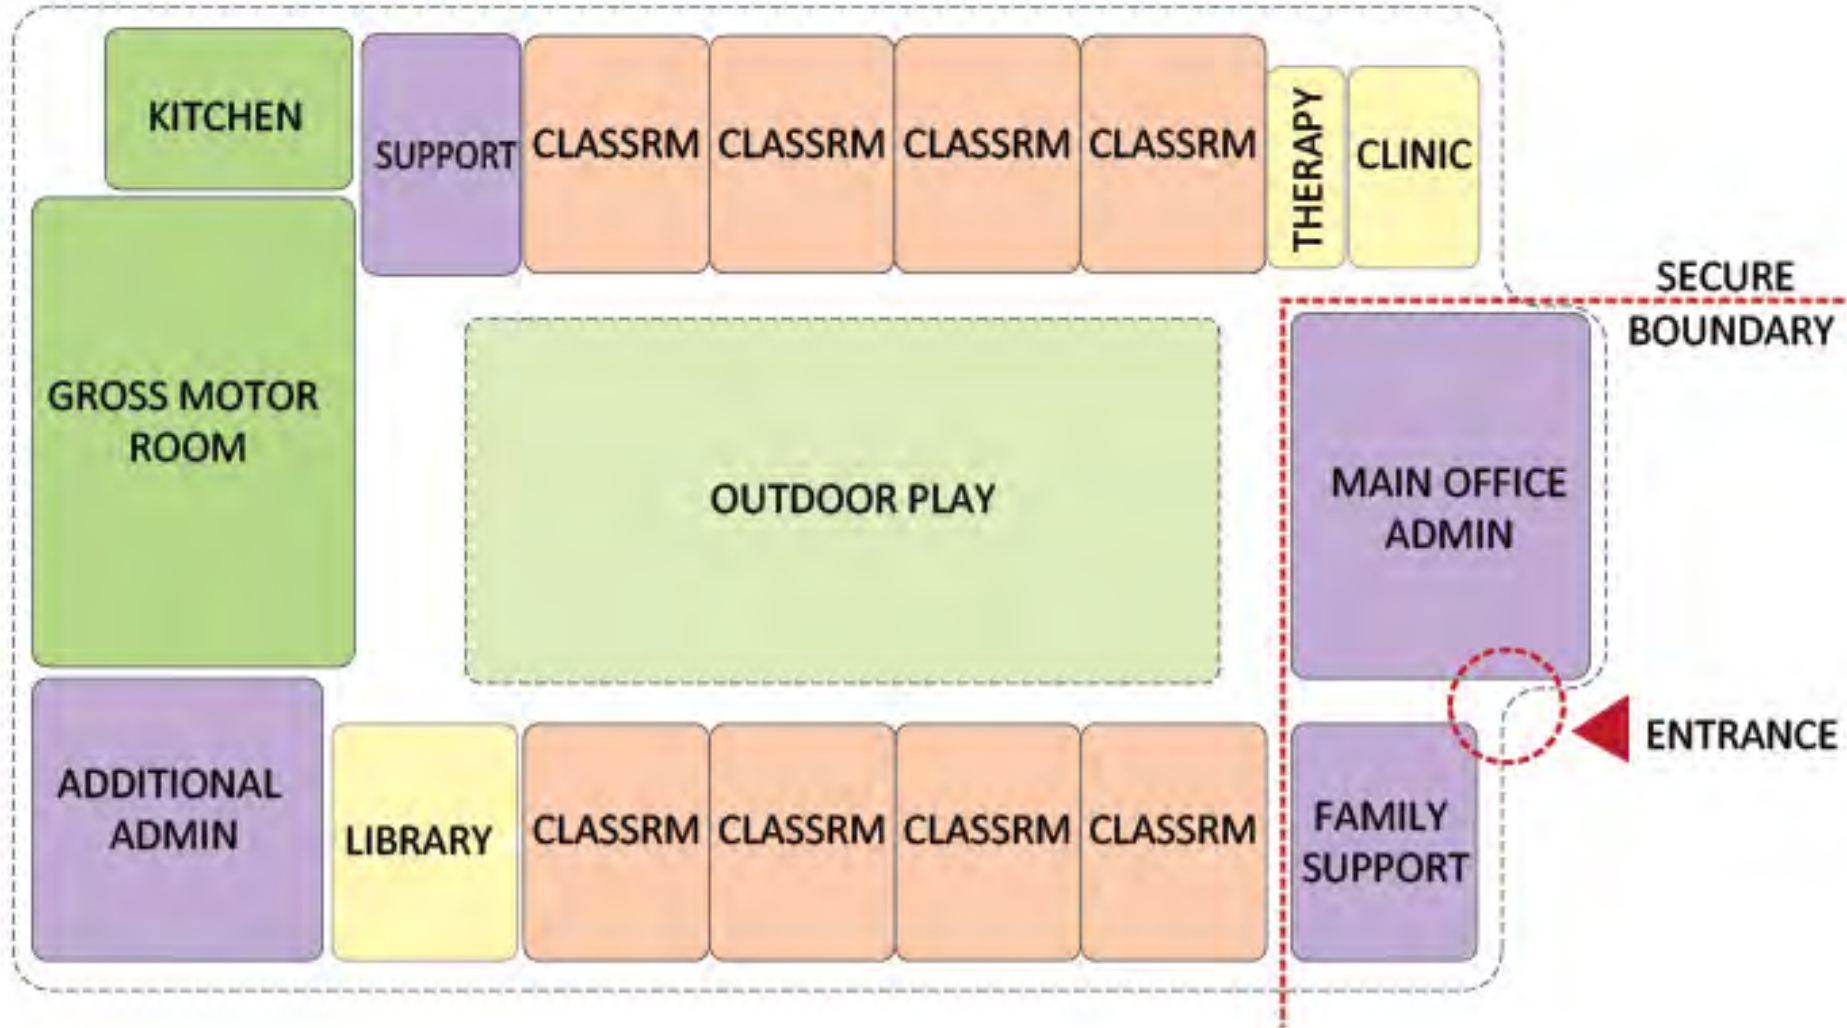 KITCHEN
SUPPORT
CLASSRM
CLASSRM
CLASSRM
CLASSRM
THERAPY
CLINIC
SECURE
BOUNDARY
GROSS MOTOR
ROOM
OUTDOOR PLAY
MAIN OFFICE
ADMIN
ENTRANCE
ADDITIONAL
ADMIN
LIBRARY
CLASSRM
CLASSRM
CLASSRM
CLASSRM
FAMILY
SUPPORT